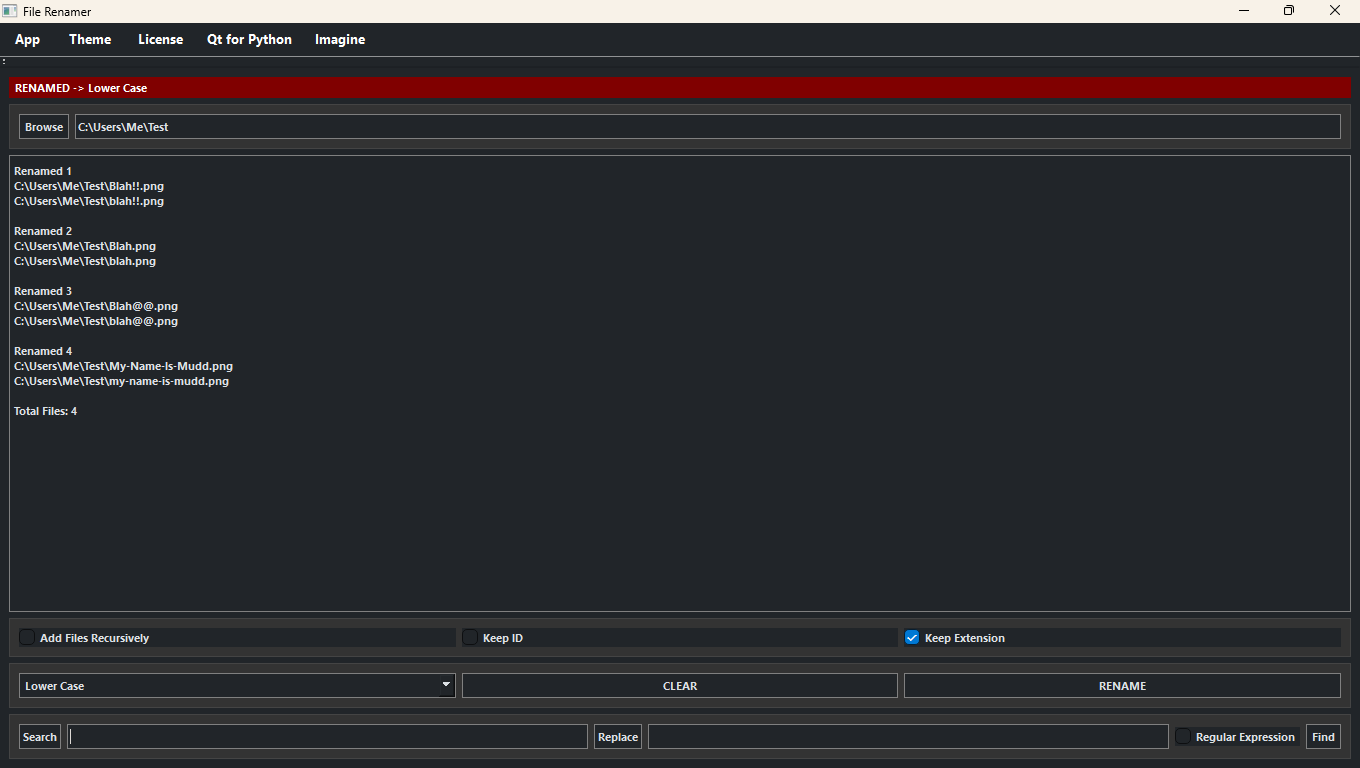 File Renamer
App Theme License Qt for Python Imagine
RENAMED -> Lower Case
Browse C:\Users\Me\Test
Renamed 1
C:\Users\Me\Test\Blah!!.png
C:\Users\Me\Test\blah!!.png
Renamed 2
C:\Users\Me\Test\Blah.png
C:\Users\Me\Test\blah.png
Renamed 3
C:\Users\Me\Test\Blah@@.png
C:\Users\Me\Test\blah@@.png
Renamed 4
C:\Users\Me\Test\My-Name-Is-Mudd.png
C:\Users\Me\Test\my-name-is-mudd.png
Total Files: 4
Add Files Recursively Keep ID Keep Extension
Lower Case CLEAR RENAME
Search Replace Regular Expression Find